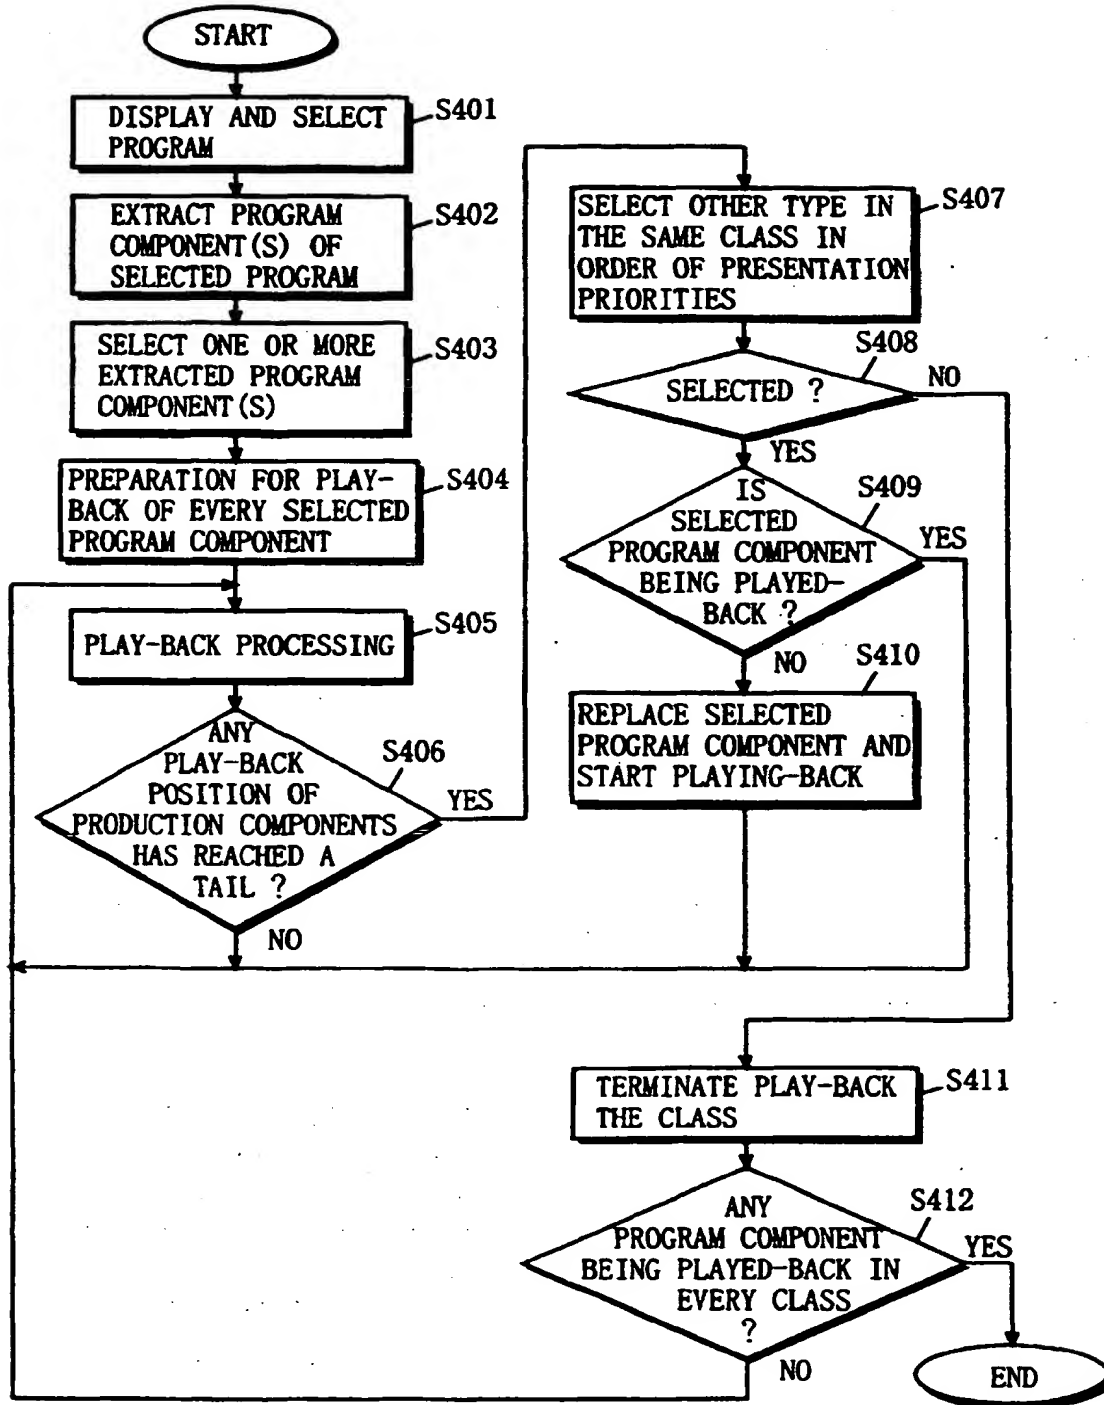 START
S401
DISPLAY AND SELECT
PROGRAM
S402
EXTRACT PROGRAM
COMPONENT(S) OF
SELECTED PROGRAM
S403
SELECT ONE OR MORE
EXTRACTED PROGRAM
COMPONENT(S)
S404
PREPARATION FOR PLAY-
BACK OF EVERY SELECTED
PROGRAM COMPONENT
S405
PLAY-BACK PROCESSING
S406
ANY
PLAY-BACK
POSITION OF
PRODUCTION COMPONENTS
HAS REACHED A
TAIL ?
YES
NO
S407
SELECT OTHER TYPE IN
THE SAME CLASS IN
ORDER OF PRESENTATION
PRIORITIES
S408
SELECTED ?
NO
YES
S409
IS
SELECTED
PROGRAM COMPONENT
BEING PLAYED-
BACK ?
YES
NO
S410
REPLACE SELECTED
PROGRAM COMPONENT AND
START PLAYING-BACK
S411
TERMINATE PLAY-BACK
THE CLASS
S412
ANY
PROGRAM COMPONENT
BEING PLAYED-BACK IN
EVERY CLASS
?
YES
NO
END